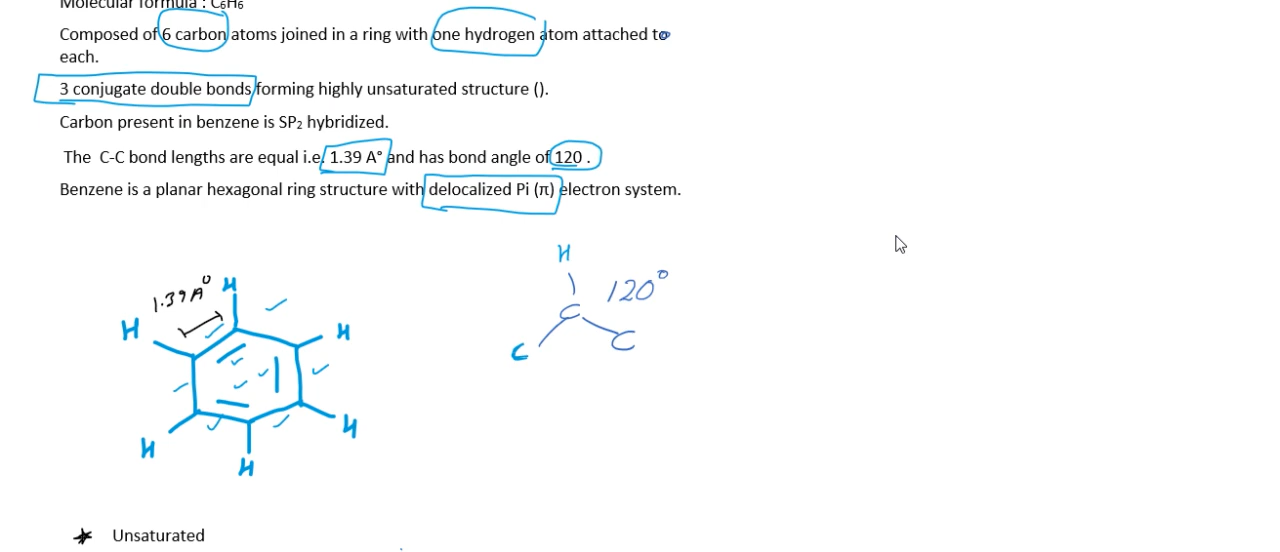 Molecular formula : C₆H₆
Composed of 6 carbon atoms joined in a ring with one hydrogen atom attached to
each.
3 conjugate double bonds forming highly unsaturated structure ().
Carbon present in benzene is SP₂ hybridized.
The C-C bond lengths are equal i.e. 1.39 A° and has bond angle of 120 .
Benzene is a planar hexagonal ring structure with delocalized Pi (π) electron system.
H
1.39A° H
120°
H
H
C
C
C
H
H
H
Unsaturated